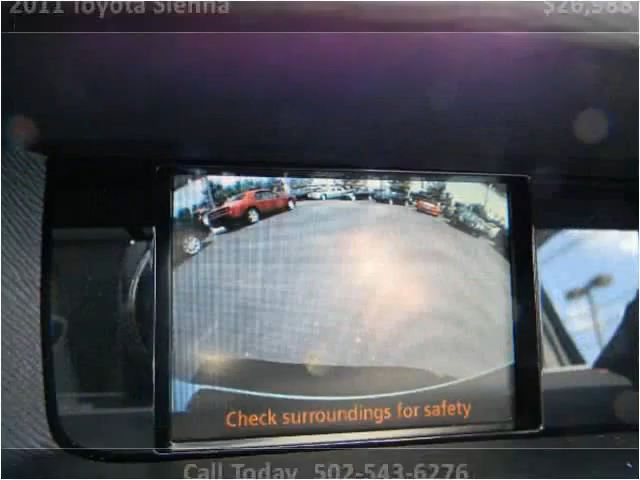 2011 Toyota Sienna $26,988
Check surroundings for safety
Call Today 502-543-6276